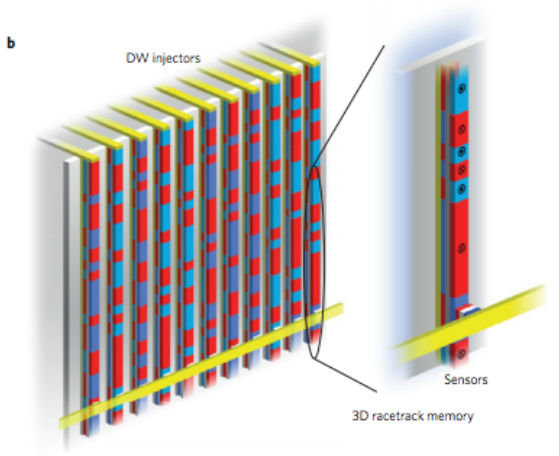 b
DW injectors
Sensors
3D racetrack memory